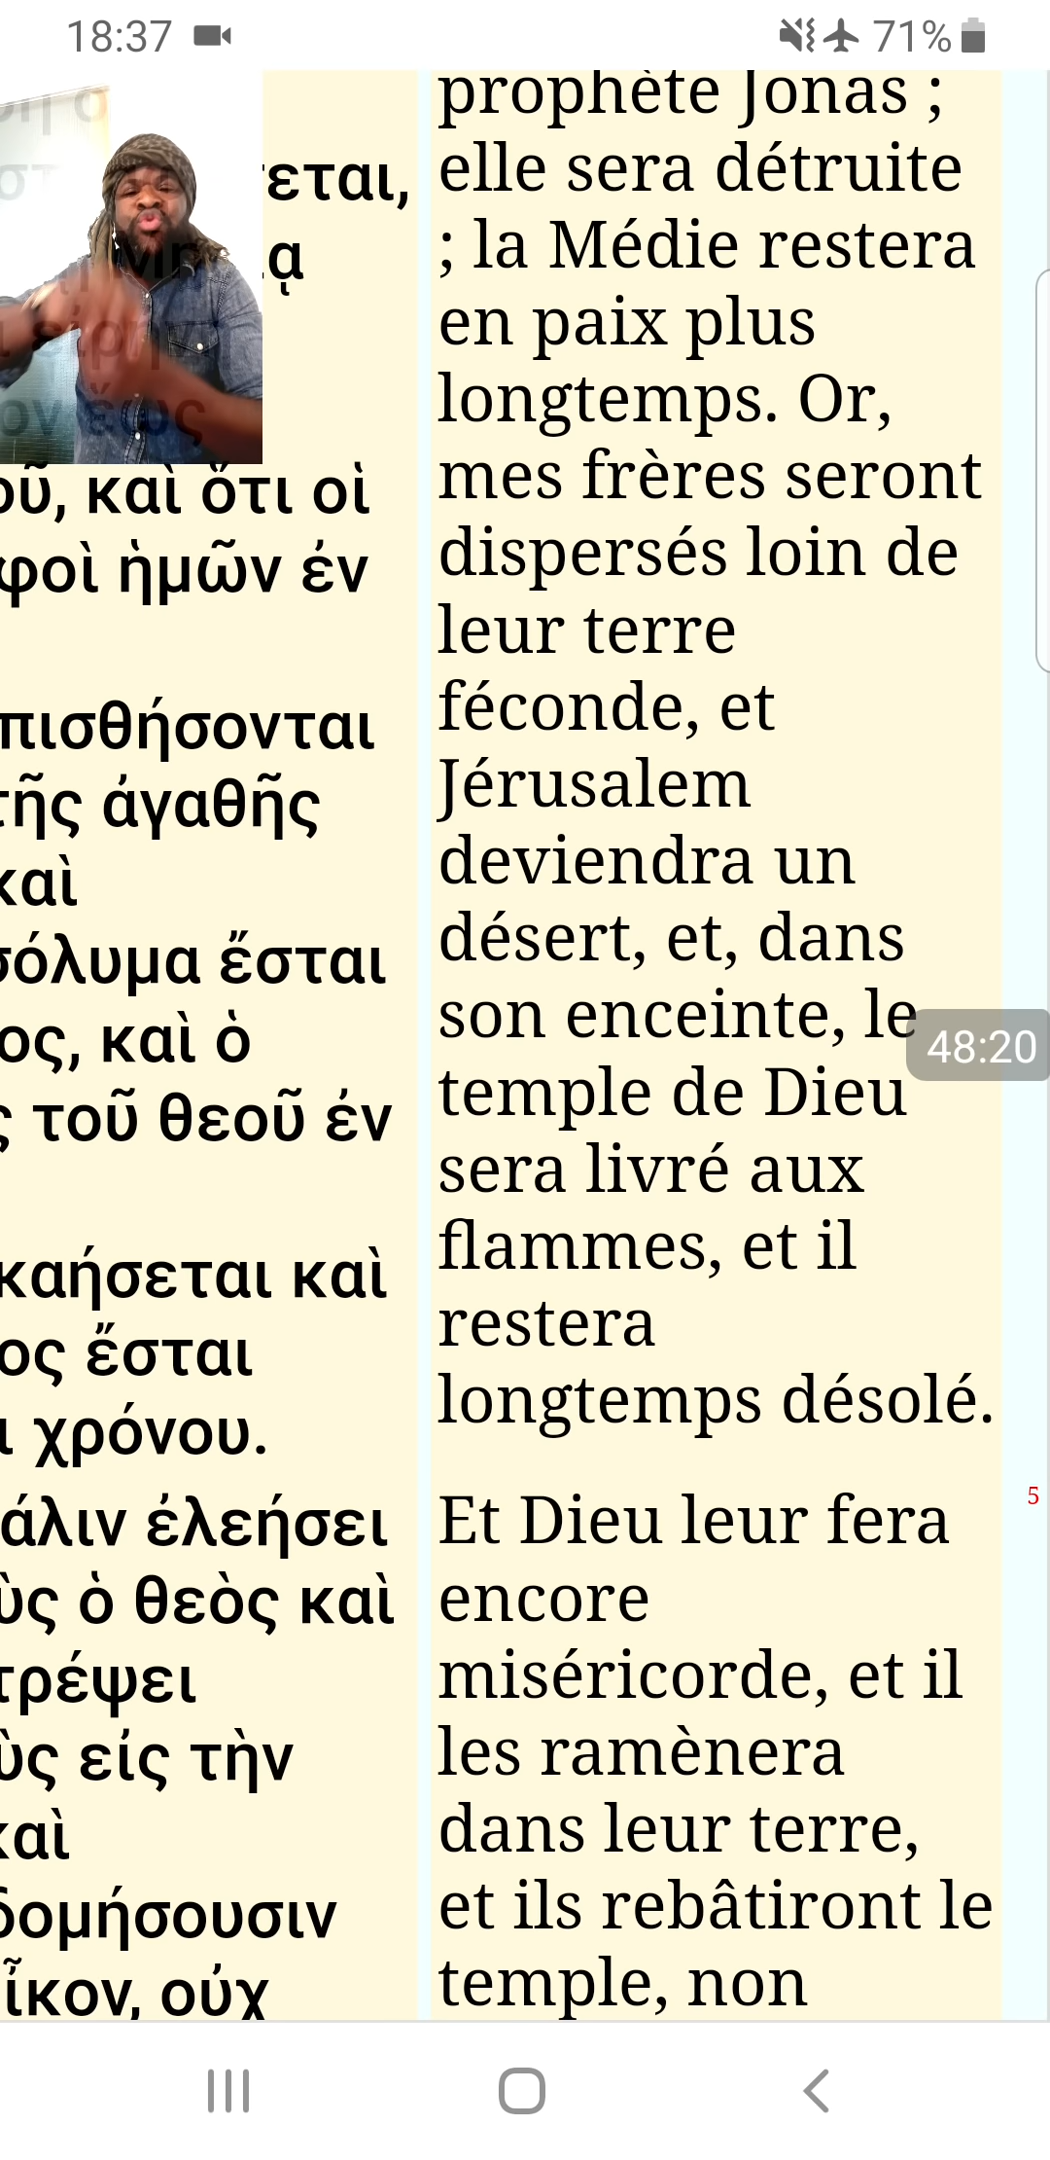 18:37
71%
εται,
ᾳ
οῦ, καὶ ὅτι οἱ
φοὶ ἡμῶν ἐν
πισθήσονται
τῆς ἀγαθῆς
καὶ
σόλυμα ἔσται
ος, καὶ ὁ
ς τοῦ θεοῦ ἐν
καήσεται καὶ
ος ἔσται
ι χρόνου.
άλιν ἐλεήσει
ὺς ὁ θεὸς καὶ
τρέψει
ὺς εἰς τὴν
καὶ
δομήσουσιν
ἶκον, οὐχ
prophète Jonas ;
elle sera détruite
; la Médie restera
en paix plus
longtemps. Or,
mes frères seront
dispersés loin de
leur terre
féconde, et
Jérusalem
deviendra un
désert, et, dans
son enceinte, le
temple de Dieu
sera livré aux
flammes, et il
restera
longtemps désolé.
Et Dieu leur fera
encore
miséricorde, et il
les ramènera
dans leur terre,
et ils rebâtiront le
temple, non
48:20
5